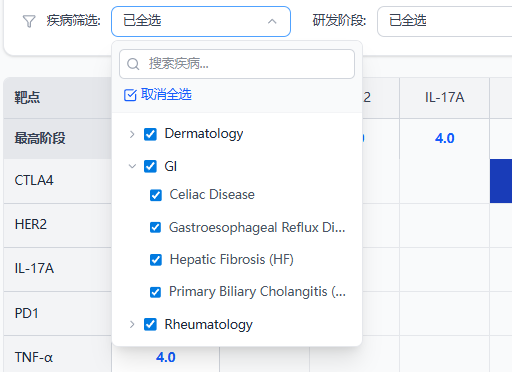 疾病筛选: 已全选 研发阶段: 已全选
搜索疾病...
取消全选
靶点 2 IL-17A
最高阶段 4.0
Dermatology
GI
CTLA4
Celiac Disease
HER2
Gastroesophageal Reflux Di...
IL-17A
Hepatic Fibrosis (HF)
PD1
Primary Biliary Cholangitis (...
Rheumatology
TNF-α 4.0